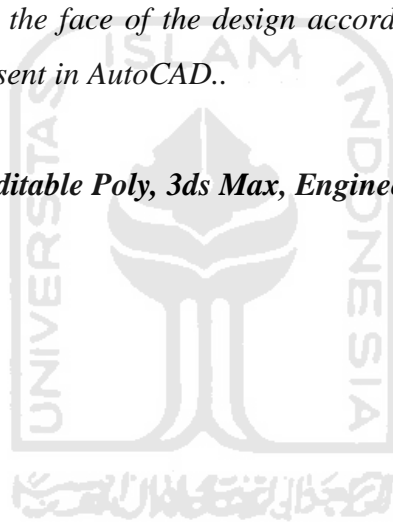 the face of the design accord
sent in AutoCAD..
ditable Poly, 3ds Max, Enginee
ISLAM
UNIVERSITAS
INDONESIA